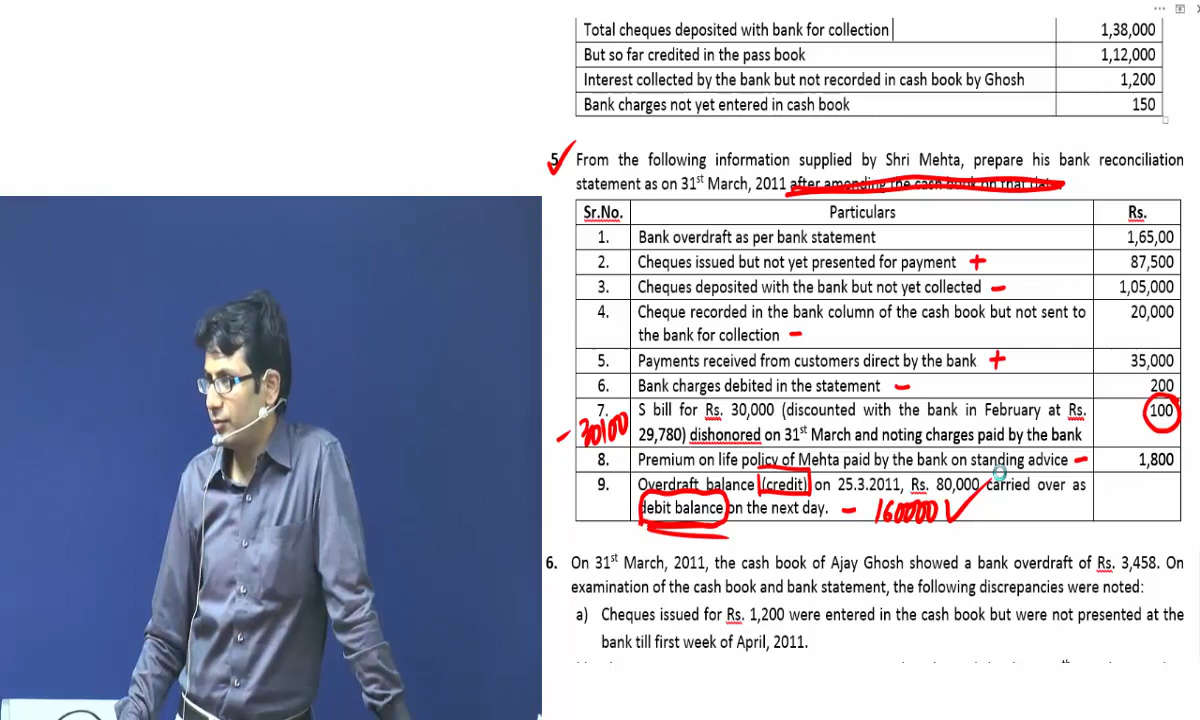 Total cheques deposited with bank for collection 1,38,000
But so far credited in the pass book 1,12,000
Interest collected by the bank but not recorded in cash book by Ghosh 1,200
Bank charges not yet entered in cash book 150
5. From the following information supplied by Shri Mehta, prepare his bank reconciliation
statement as on 31st March, 2011 after amending the cash book on that date
Sr.No. Particulars Rs.
1. Bank overdraft as per bank statement 1,65,00
2. Cheques issued but not yet presented for payment + 87,500
3. Cheques deposited with the bank but not yet collected - 1,05,000
4. Cheque recorded in the bank column of the cash book but not sent to 20,000
the bank for collection -
5. Payments received from customers direct by the bank + 35,000
6. Bank charges debited in the statement - 200
7. S bill for Rs. 30,000 (discounted with the bank in February at Rs. 100
- 30100 29,780) dishonored on 31st March and noting charges paid by the bank
8. Premium on life policy of Mehta paid by the bank on standing advice - 1,800
9. Overdraft balance (credit) on 25.3.2011, Rs. 80,000 carried over as
debit balance on the next day. - 160000
6. On 31st March, 2011, the cash book of Ajay Ghosh showed a bank overdraft of Rs. 3,458. On
examination of the cash book and bank statement, the following discrepancies were noted:
a) Cheques issued for Rs. 1,200 were entered in the cash book but were not presented at the
bank till first week of April, 2011.